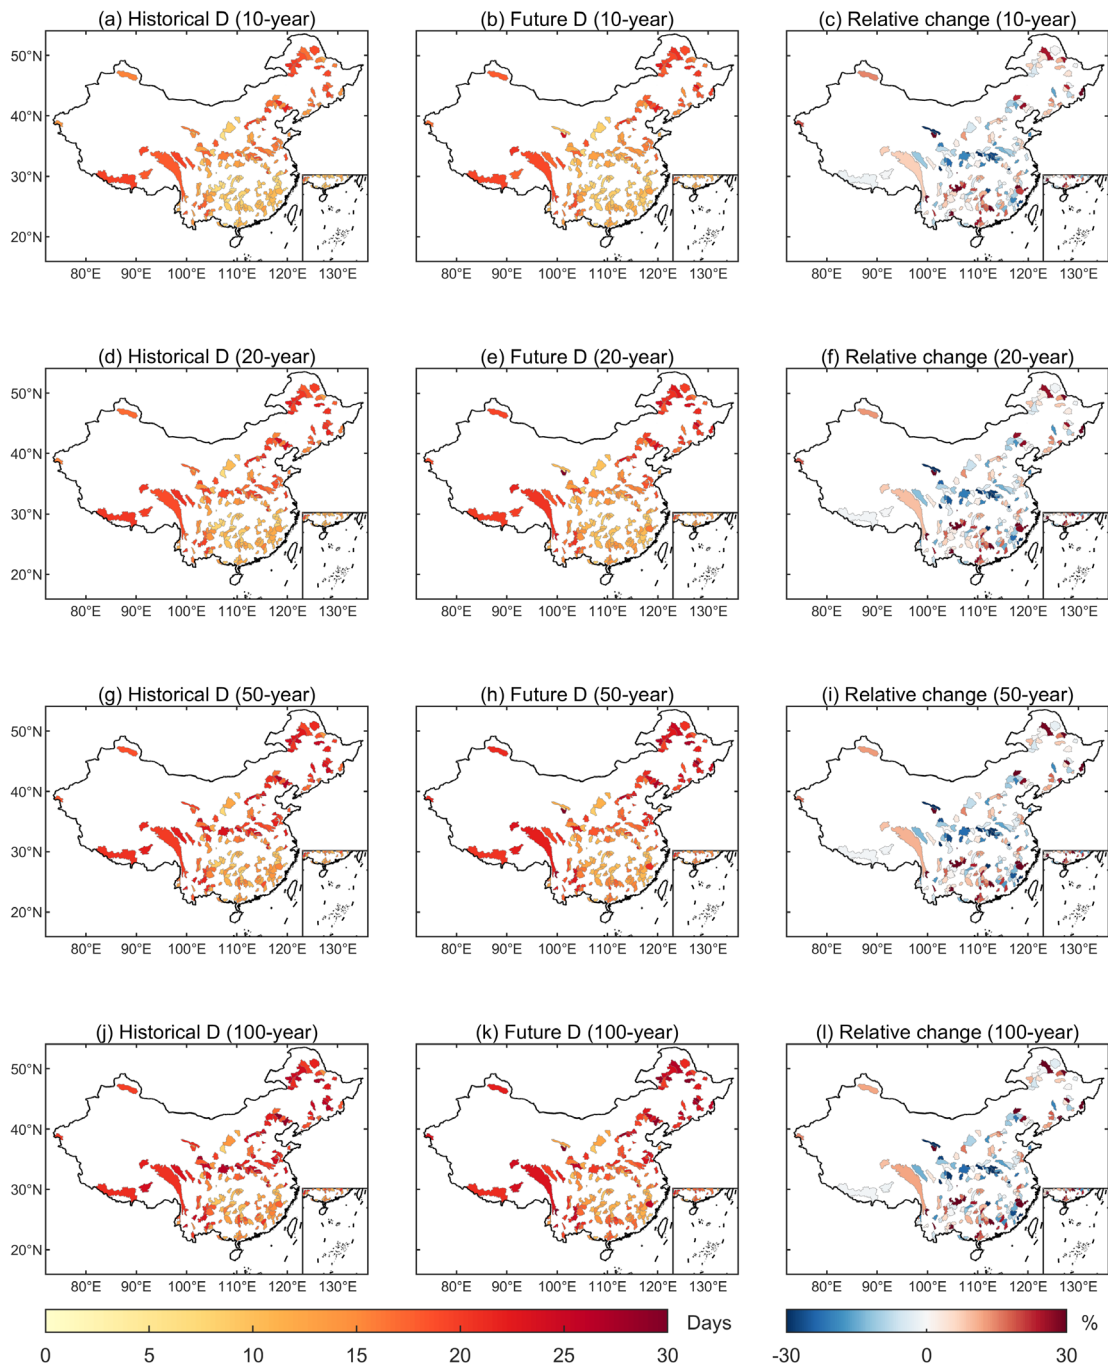 (a) Historical D (10-year)
(b) Future D (10-year)
(c) Relative change (10-year)
50°N
40°N
30°N
20°N
80°E 90°E 100°E 110°E 120°E 130°E
80°E 90°E 100°E 110°E 120°E 130°E
80°E 90°E 100°E 110°E 120°E 130°E
(d) Historical D (20-year)
(e) Future D (20-year)
(f) Relative change (20-year)
50°N
40°N
30°N
20°N
80°E 90°E 100°E 110°E 120°E 130°E
80°E 90°E 100°E 110°E 120°E 130°E
80°E 90°E 100°E 110°E 120°E 130°E
(g) Historical D (50-year)
(h) Future D (50-year)
(i) Relative change (50-year)
50°N
40°N
30°N
20°N
80°E 90°E 100°E 110°E 120°E 130°E
80°E 90°E 100°E 110°E 120°E 130°E
80°E 90°E 100°E 110°E 120°E 130°E
(j) Historical D (100-year)
(k) Future D (100-year)
(l) Relative change (100-year)
50°N
40°N
30°N
20°N
80°E 90°E 100°E 110°E 120°E 130°E
80°E 90°E 100°E 110°E 120°E 130°E
80°E 90°E 100°E 110°E 120°E 130°E
Days
0 5 10 15 20 25 30
%
-30 0 30